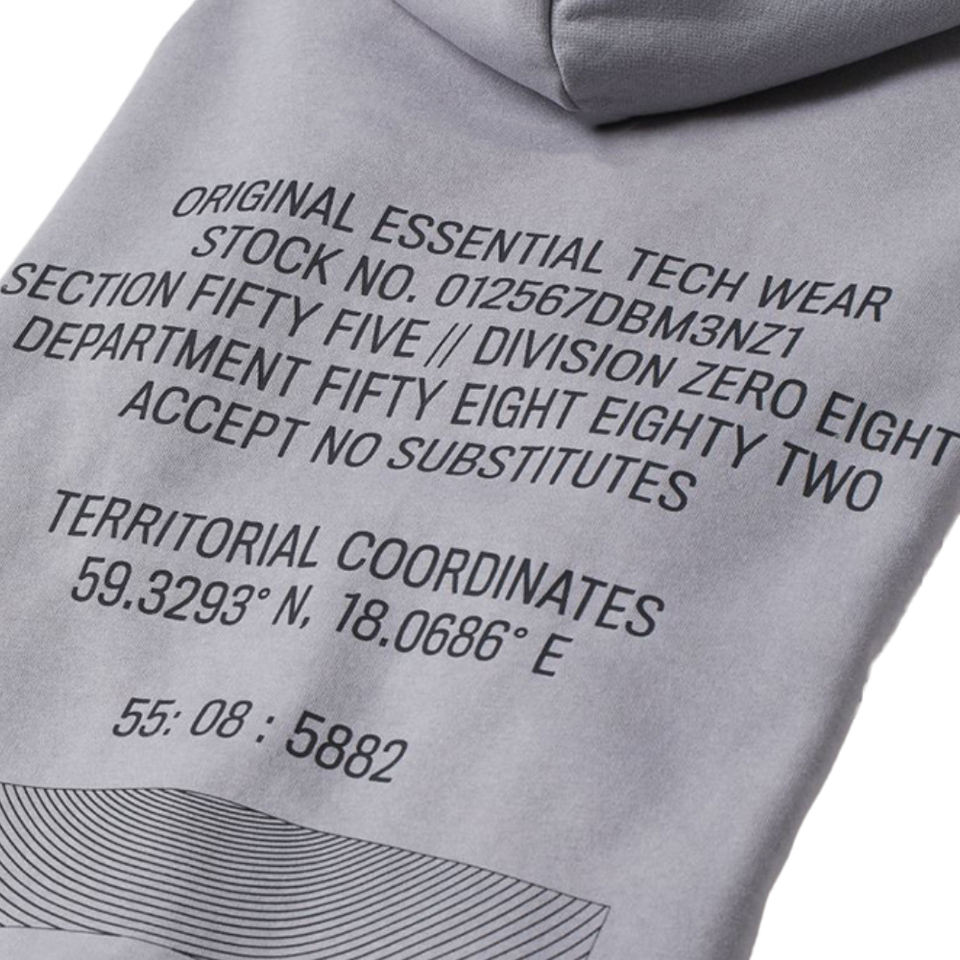 ORIGINAL ESSENTIAL TECH WEAR
STOCK NO. 012567DBM3NZ1
SECTION FIFTY FIVE // DIVISION ZERO EIGHT
DEPARTMENT FIFTY EIGHT EIGHTY TWO
ACCEPT NO SUBSTITUTES
TERRITORIAL COORDINATES
59.3293° N, 18.0686° E
55: 08 : 5882